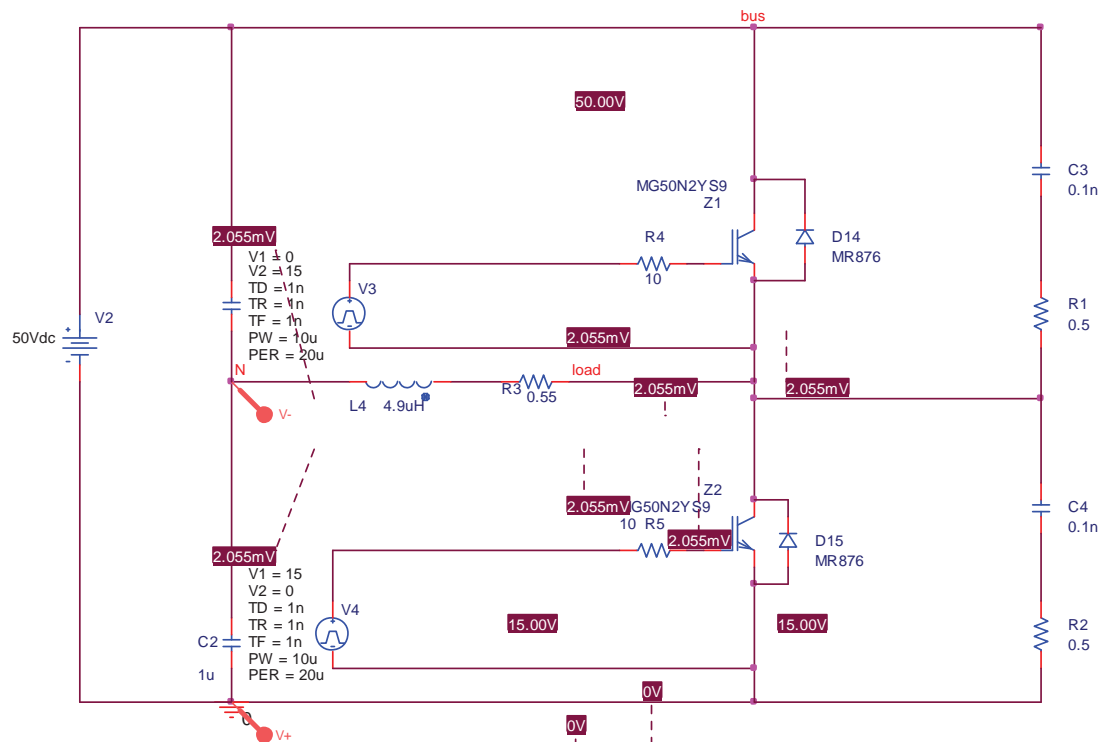 bus
50.00V
C3
0.1n
MG50N2YS9
Z1
2.055mV
R4
10
D14
MR876
V1 = 0
V2 = 15
TD = 1n
TR = 1n
TF = 1n
PW = 10u
PER = 20u
V3
V2
50Vdc
R1
0.5
2.055mV
N
load
2.055mV
2.055mV
R3
0.55
L4
4.9uH
V-
Z2
2.055mV
G50N2YS9
C4
0.1n
10
R5
2.055mV
D15
MR876
2.055mV
V1 = 15
V2 = 0
TD = 1n
TR = 1n
TF = 1n
PW = 10u
PER = 20u
V4
15.00V
15.00V
R2
0.5
C2
1u
0V
0
0V
V+